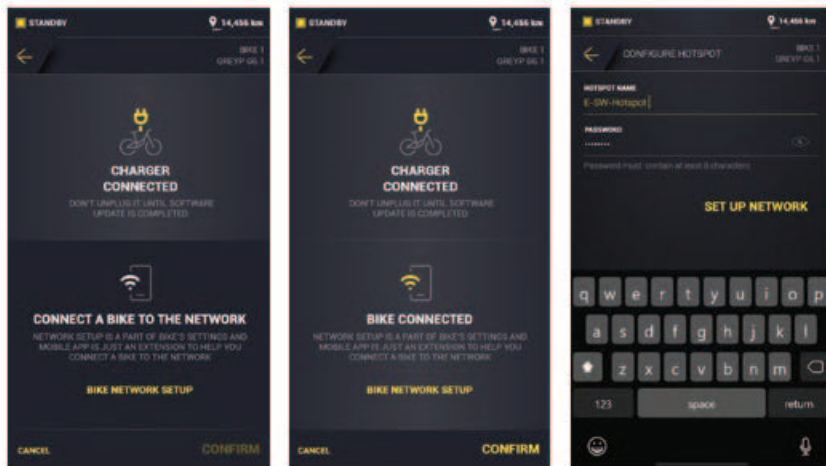 STANDBY
14,456 km
BIKE 1
GREYP G6.1
CHARGER
CONNECTED
DON'T UNPLUG IT UNTIL SOFTWARE
UPDATE IS COMPLETED
CONNECT A BIKE TO THE NETWORK
NETWORK SETUP IS A PART OF BIKE'S SETTINGS AND
MOBILE APP IS JUST AN EXTENSION TO HELP YOU
CONNECT A BIKE TO THE NETWORK
BIKE NETWORK SETUP
CANCEL
CONFIRM
STANDBY
14,456 km
BIKE 1
GREYP G6.1
CHARGER
CONNECTED
DON'T UNPLUG IT UNTIL SOFTWARE
UPDATE IS COMPLETED
BIKE CONNECTED
NETWORK SETUP IS A PART OF BIKE'S SETTINGS AND
MOBILE APP IS JUST AN EXTENSION TO HELP YOU
CONNECT A BIKE TO THE NETWORK
BIKE NETWORK SETUP
CANCEL
CONFIRM
STANDBY
14,456 km
CONFIGURE HOTSPOT
BIKE 1
GREYP G6.1
HOTSPOT NAME
E-SW-Hotspot
PASSWORD
Password must contain at least 8 characters
SET UP NETWORK
q w e r t y u i o p
a s d f g h j k l
z x c v b n m
123 space return